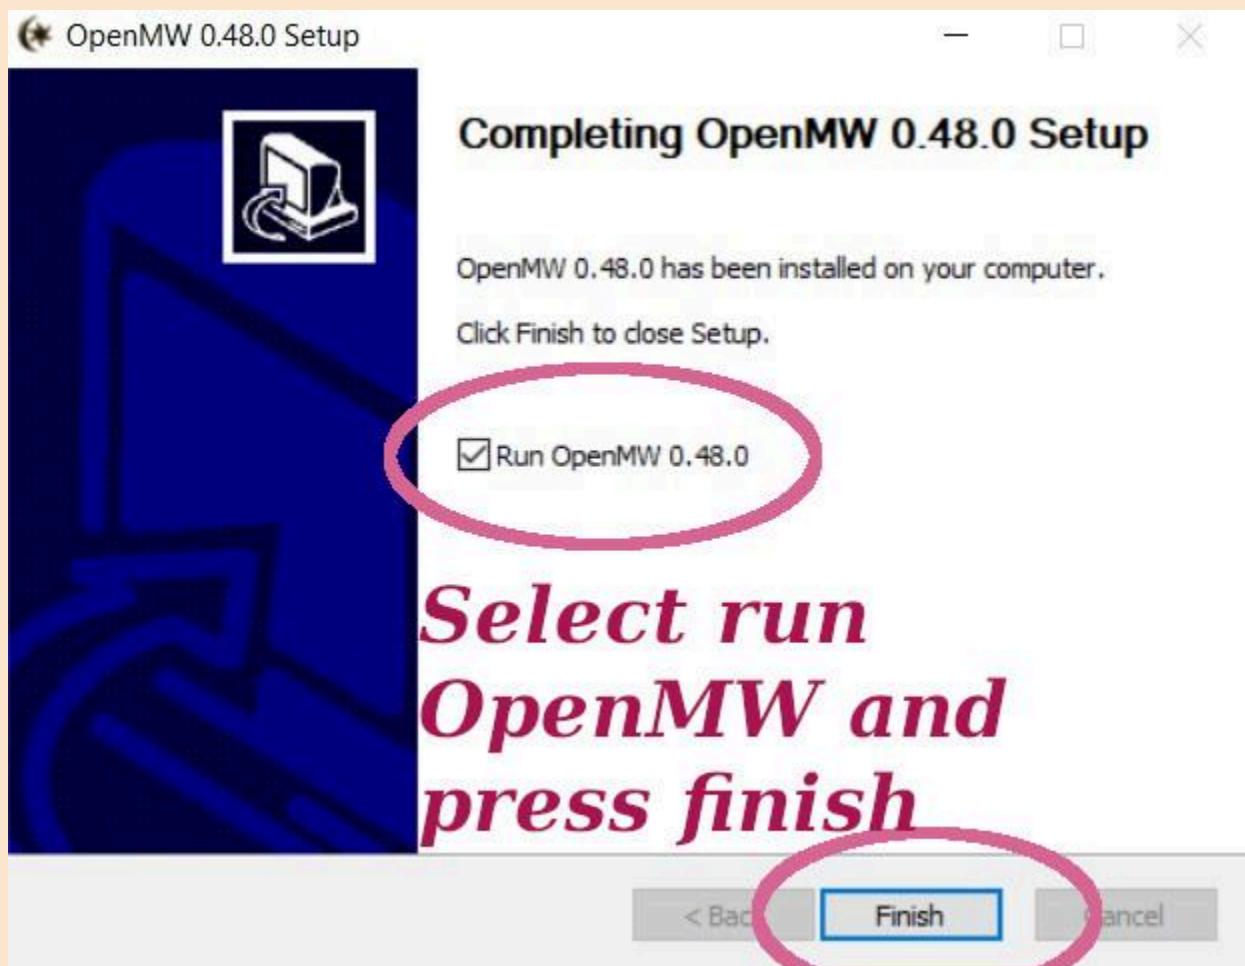 OpenMW 0.48.0 Setup
Completing OpenMW 0.48.0 Setup
OpenMW 0.48.0 has been installed on your computer.
Click Finish to close Setup.
Run OpenMW 0.48.0
Select run
OpenMW and
press finish
< Bac Finish ancel